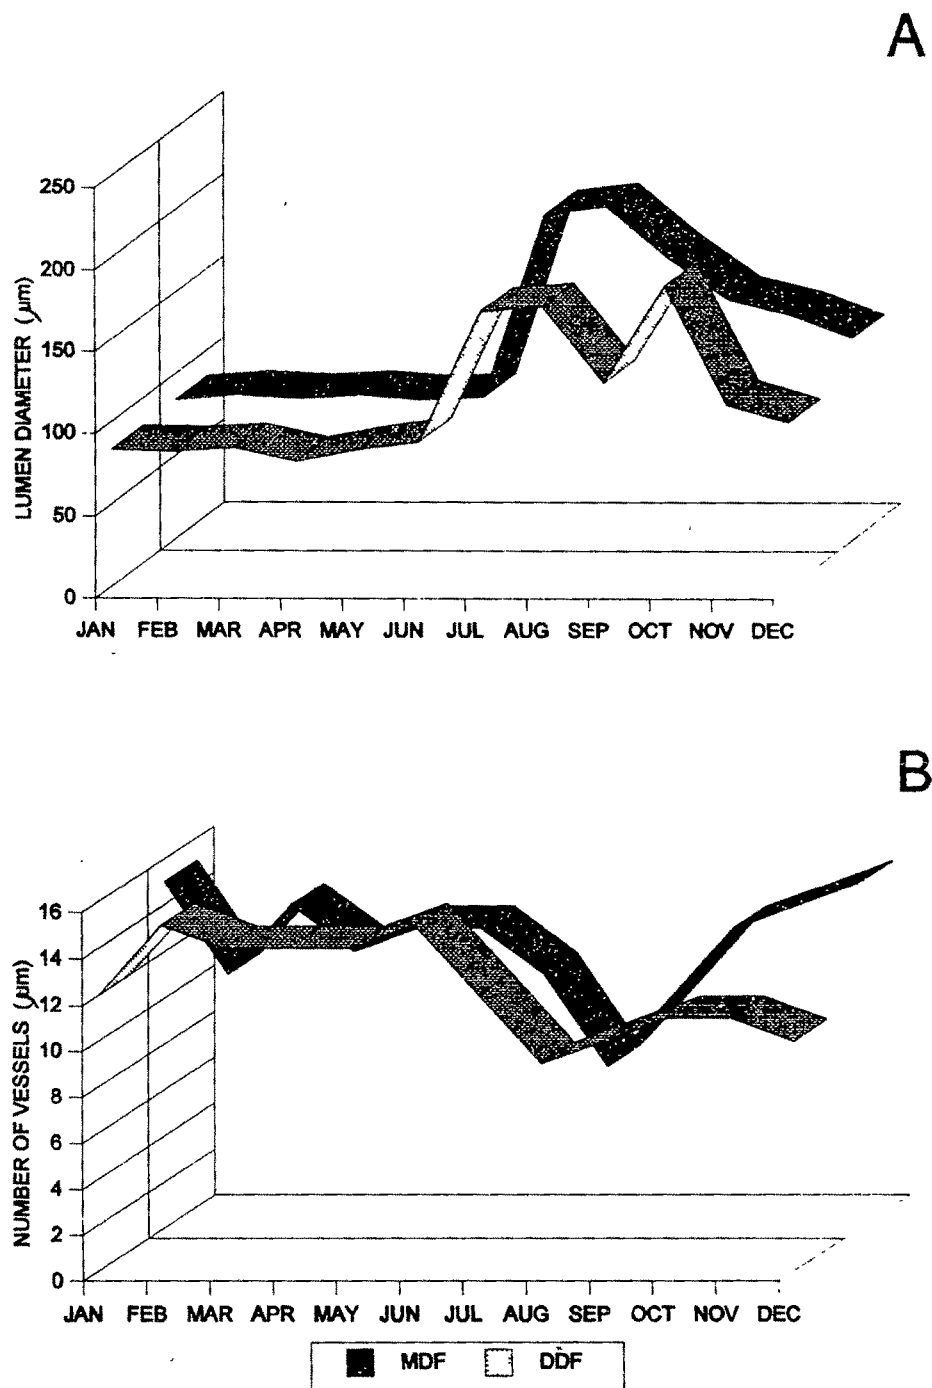 A
250
200
150
100
50
0
LUMEN DIAMETER (µm)
JAN FEB MAR APR MAY JUN JUL AUG SEP OCT NOV DEC
B
16
14
12
10
8
6
4
2
0
NUMBER OF VESSELS (µm)
JAN FEB MAR APR MAY JUN JUL AUG SEP OCT NOV DEC
MDF DDF